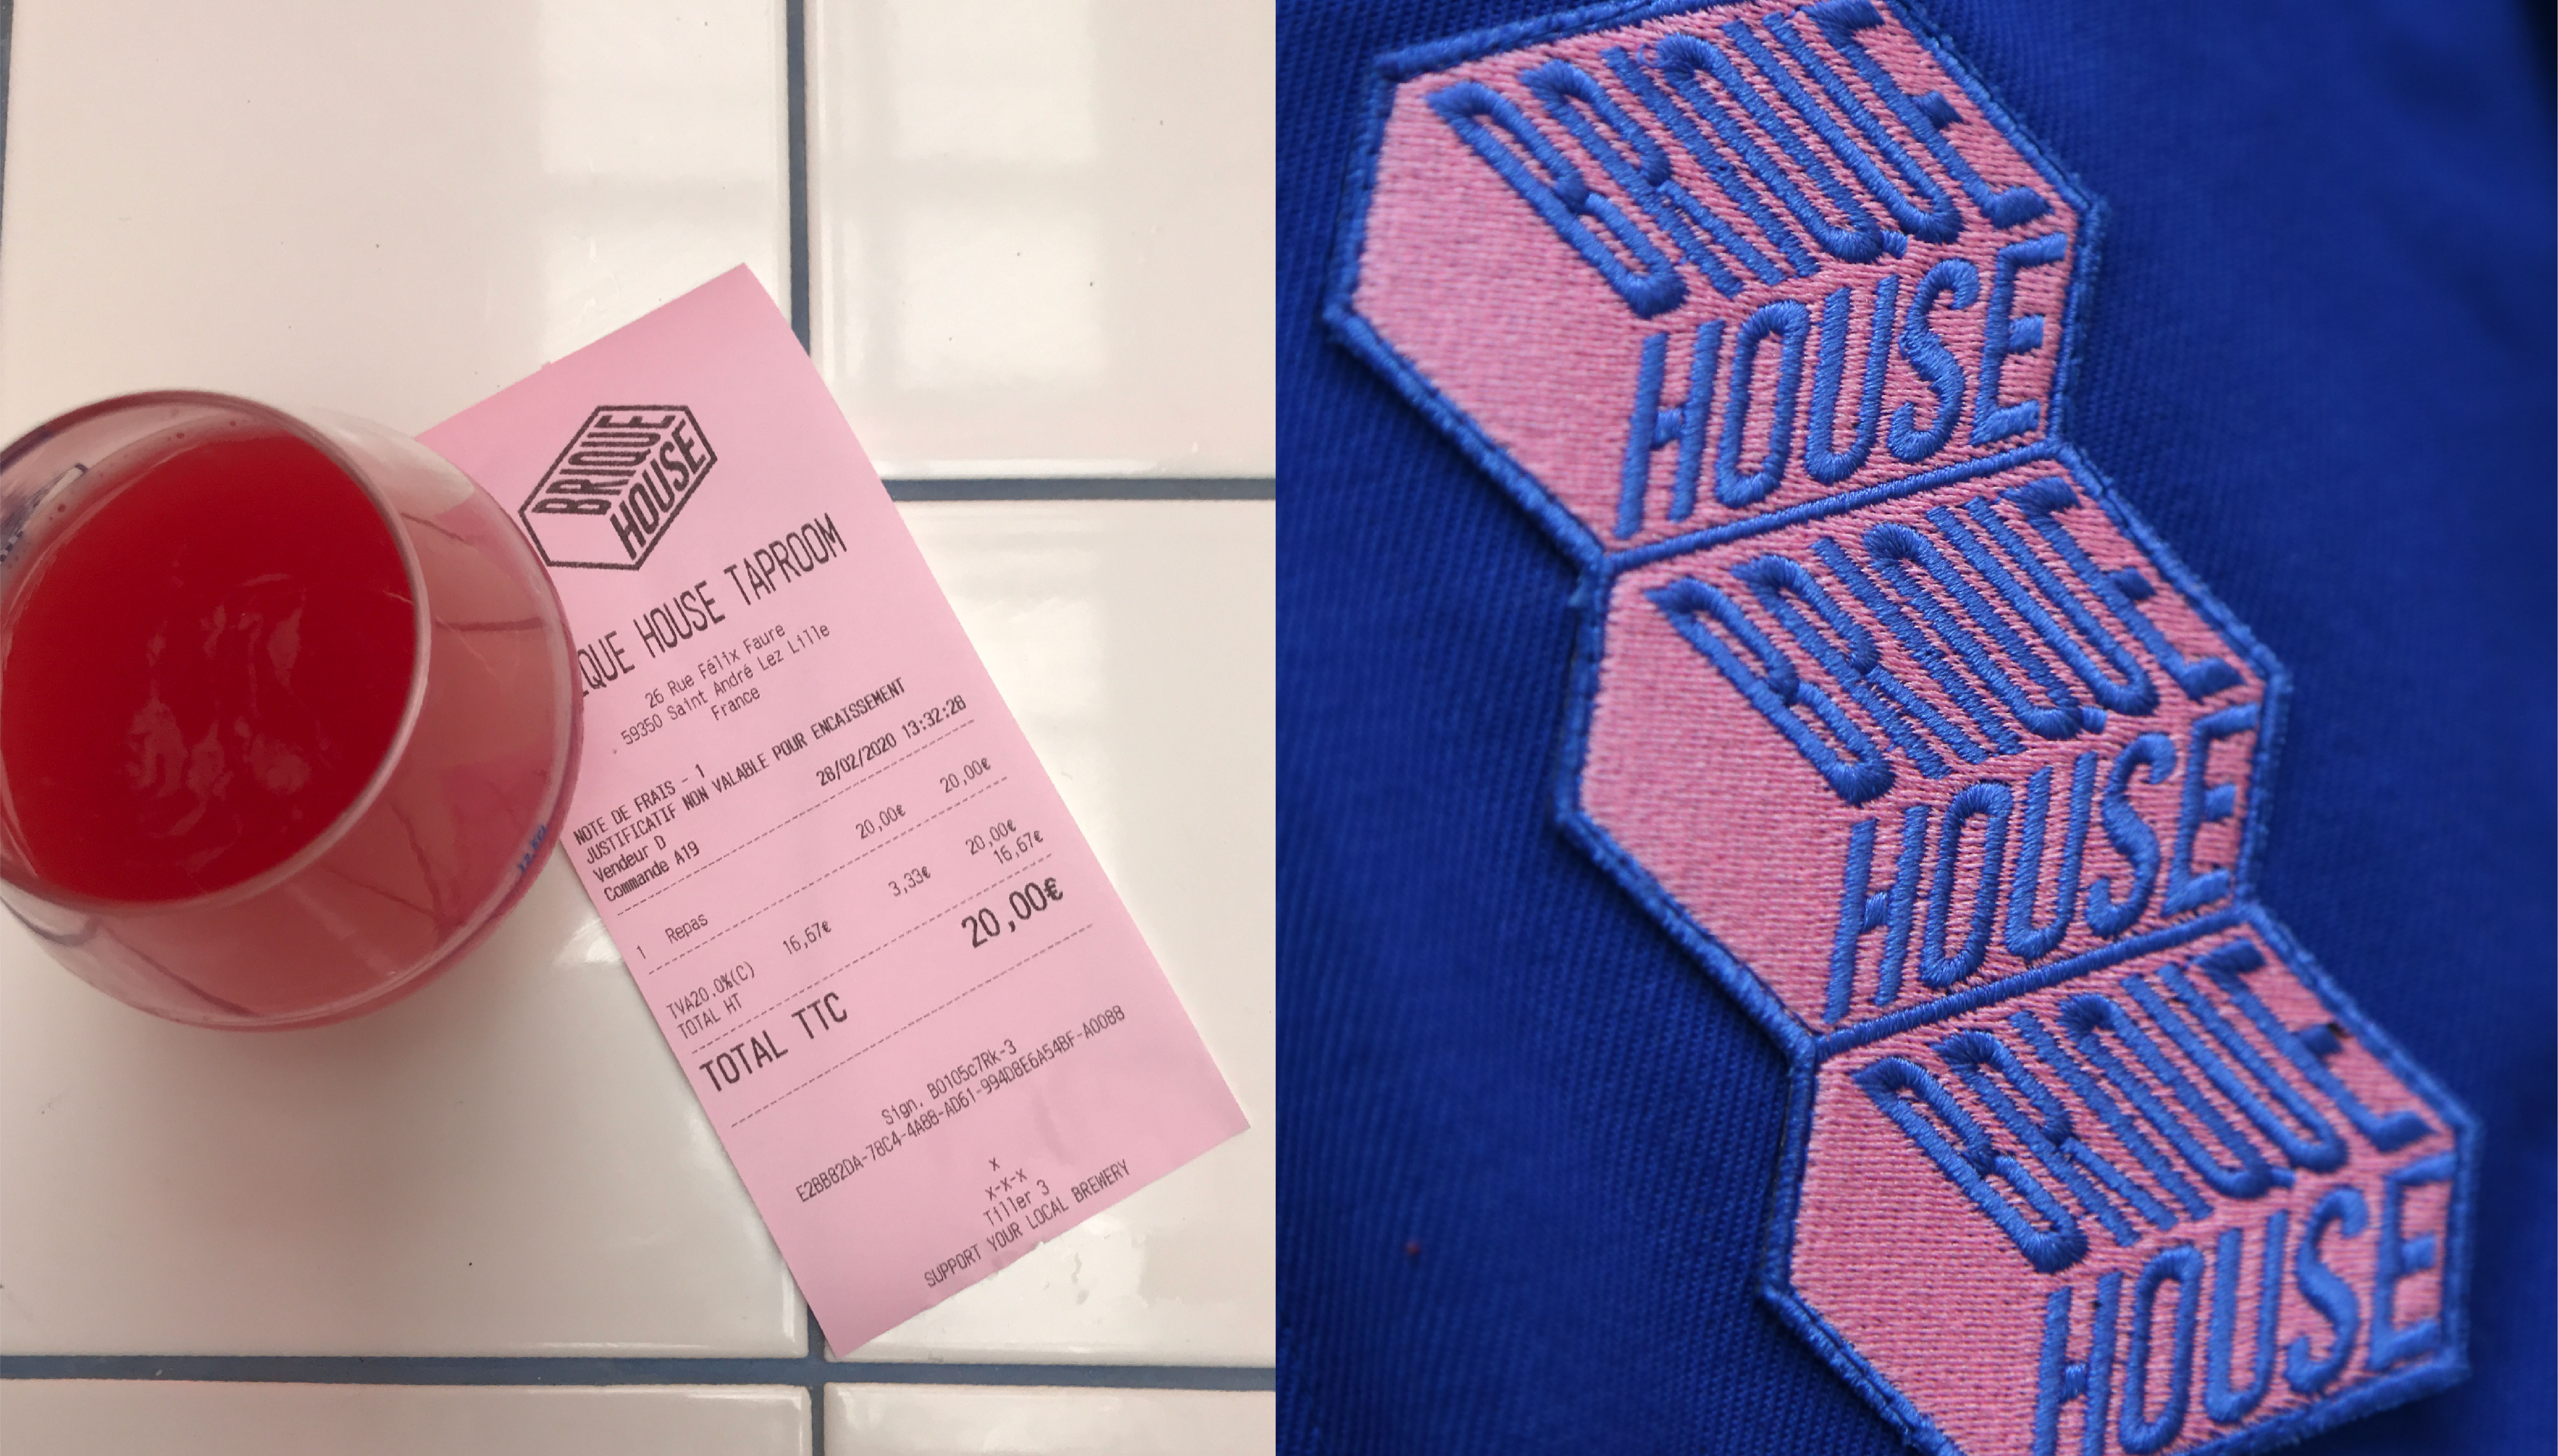 BRIQUE
HOUSE
QUE HOUSE TAPROOM
26 Rue Félix Faure
59350 Saint André Lez Lille
France
NOTE DE FRAIS - 1
JUSTIFICATIF NON VALABLE POUR ENCAISSEMENT
Vendeur D 28/02/2020 13:32:28
Commande A19
1 Repas 20,00€ 20,00€
TVA20.0%(C) 16,67€ 3,33€ 20,00€
TOTAL HT 16,67€
TOTAL TTC 20,00€
Sign. B0105c7Rk-3
E2BB82DA-78C4-4A88-AD61-994D8E6A54BF-A0088
x
x-x-x
Tiller 3
SUPPORT YOUR LOCAL BREWERY
BRIQUE
HOUSE
BRIQUE
HOUSE
BRIQUE
HOUSE